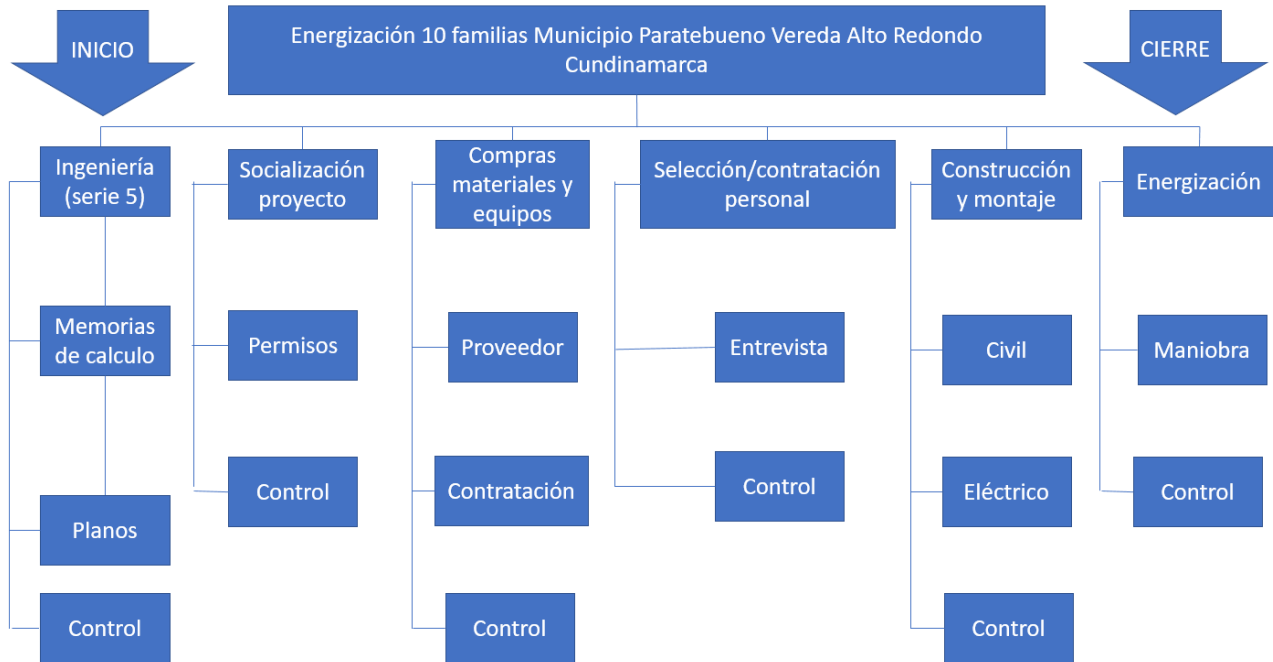 INICIO
Energización 10 familias Municipio Paratebueno Vereda Alto Redondo
Cundinamarca
CIERRE
Ingeniería
(serie 5)
Socialización
proyecto
Compras
materiales y
equipos
Selección/contratación
personal
Construcción
y montaje
Energización
Memorias
de calculo
Permisos
Proveedor
Entrevista
Civil
Maniobra
Planos
Control
Contratación
Control
Eléctrico
Control
Control
Control
Control